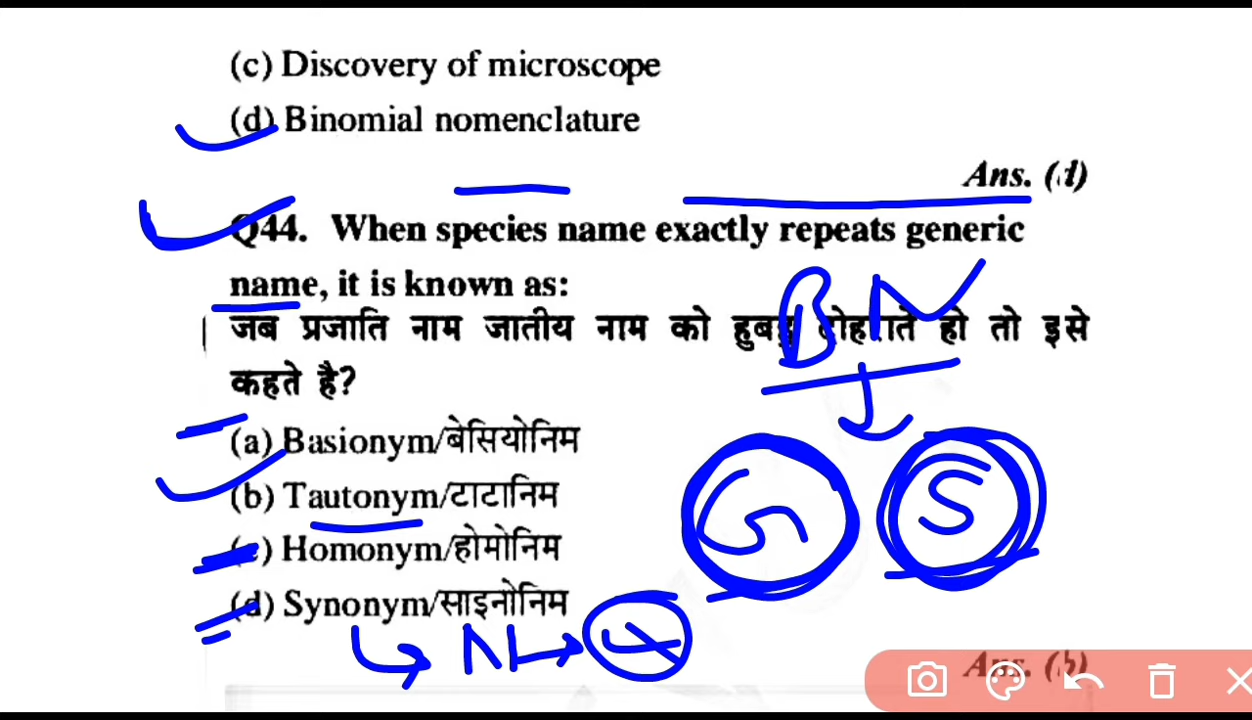 (c) Discovery of microscope
(d) Binomial nomenclature
Ans. (d)
Q44. When species name exactly repeats generic
name, it is known as:
जब प्रजाति नाम जातीय नाम को हुबहु दोहराते हो तो इसे
कहते है?
BN
(a) Basionym/बेसियोनिम
(b) Tautonym/टाटानिम
G S
(c) Homonym/होमोनिम
(d) Synonym/साइनोनिम
N
Ans. (b)